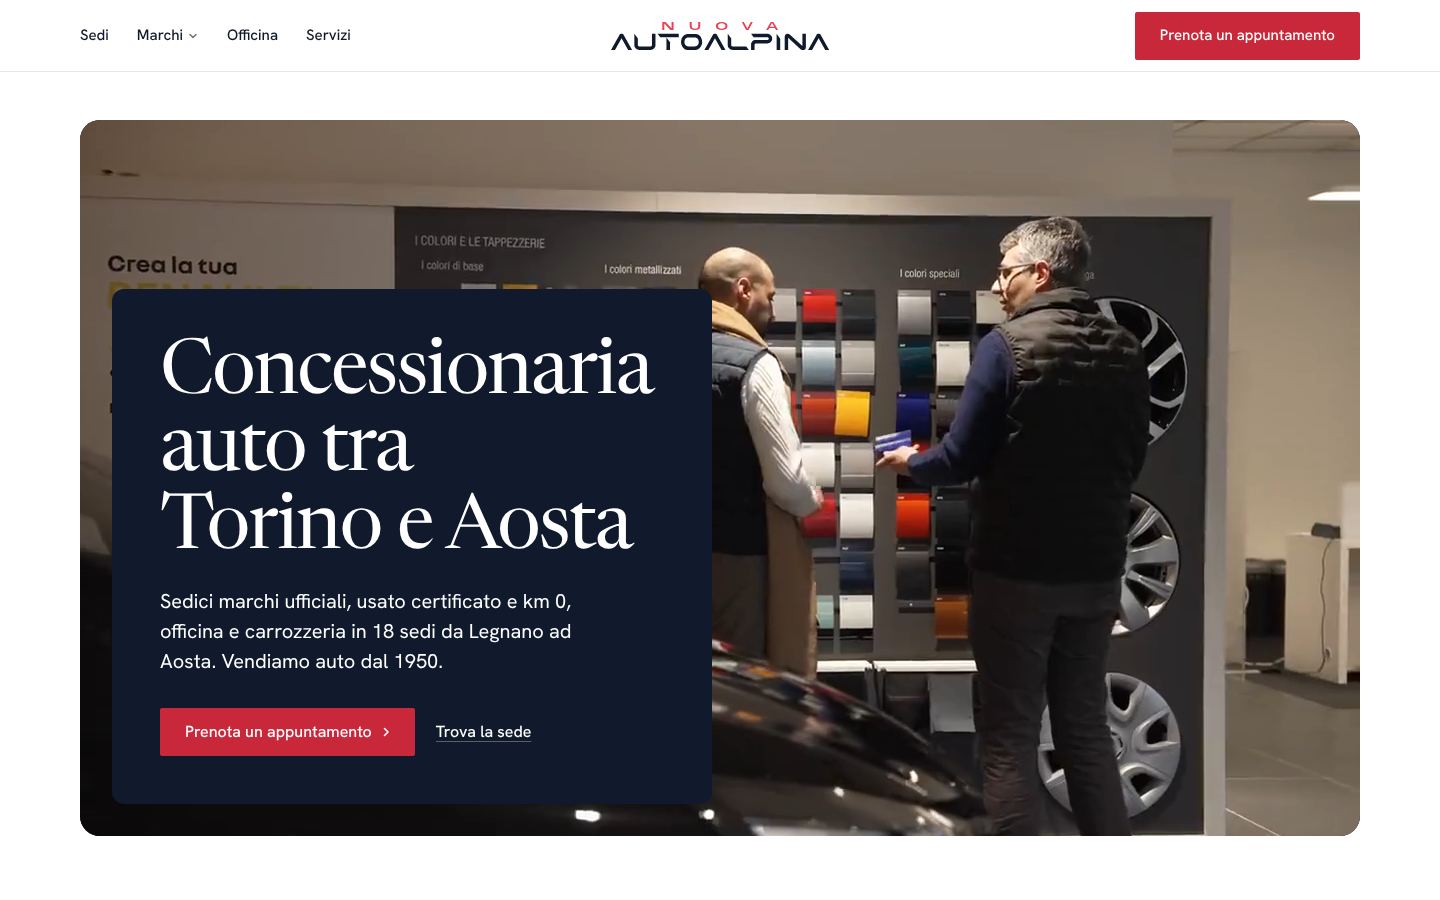 Sedi
Marchi
Officina
Servizi
NUOVA
AUTOALPINA
Prenota un appuntamento
Crea la tua
I COLORI E LE TAPPEZZERIE
I colori di base
I colori metallizzati
I colori speciali
Concessionaria
auto tra
Torino e Aosta
Sedici marchi ufficiali, usato certificato e km 0,
officina e carrozzeria in 18 sedi da Legnano ad
Aosta. Vendiamo auto dal 1950.
Prenota un appuntamento
Trova la sede